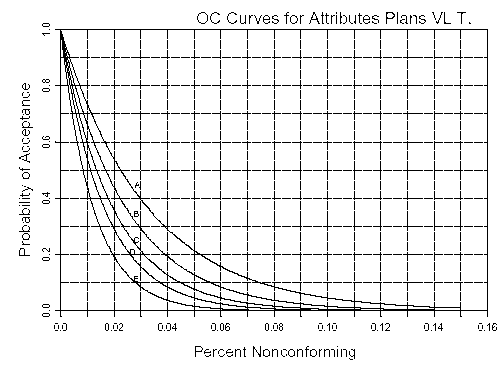 OC Curves for Attributes Plans VL T.
Probability of Acceptance
1.0
0.8
0.6
0.4
0.2
0.0
A
B
C
D
E
0.0 0.02 0.04 0.06 0.08 0.10 0.12 0.14 0.16
Percent Nonconforming